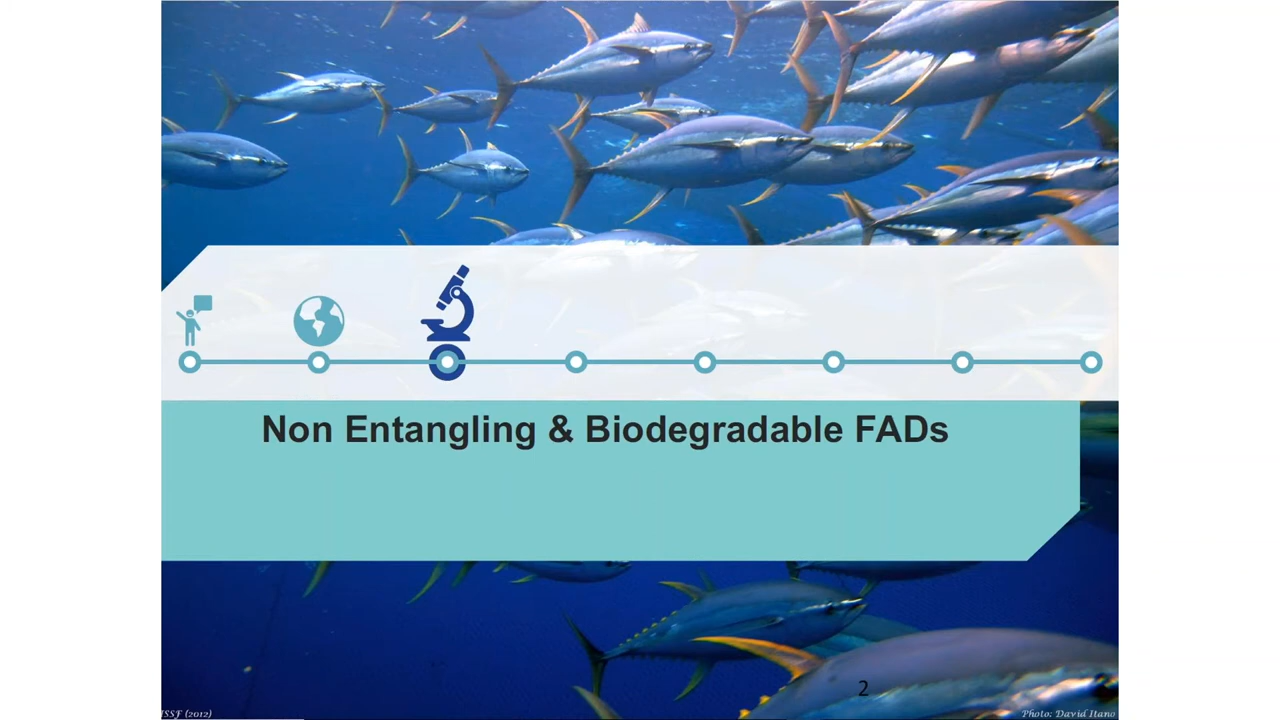 Non Entangling & Biodegradable FADs
2
ISSF (2012)
Photo: David Itano